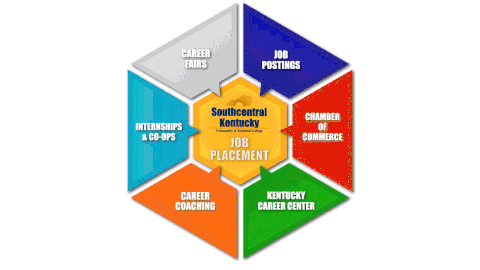 CAREER
FAIRS
JOB
POSTINGS
INTERNSHIPS
& CO-OPS
Southcentral
Kentucky
Community & Technical College
JOB
PLACEMENT
CHAMBER
OF
COMMERCE
CAREER
COACHING
KENTUCKY
CAREER CENTER